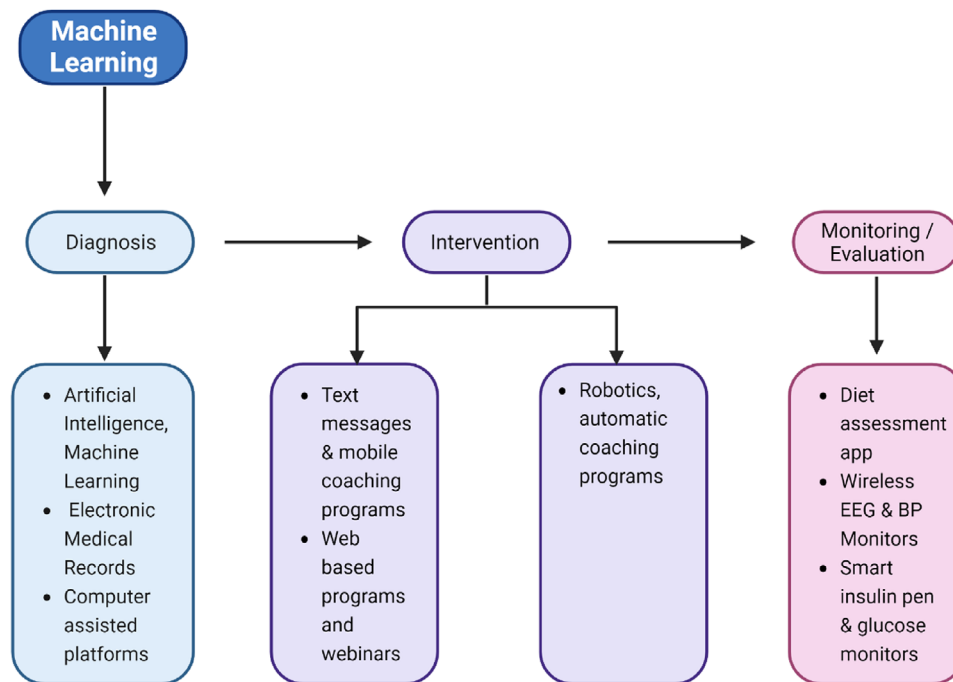 Machine
Learning
Diagnosis
Intervention
Monitoring /
Evaluation
• Artificial
Intelligence,
Machine
Learning
• Electronic
Medical
Records
• Computer
assisted
platforms
• Text
messages
& mobile
coaching
programs
• Web
based
programs
and
webinars
• Robotics,
automatic
coaching
programs
• Diet
assessment
app
• Wireless
EEG & BP
Monitors
• Smart
insulin pen
& glucose
monitors